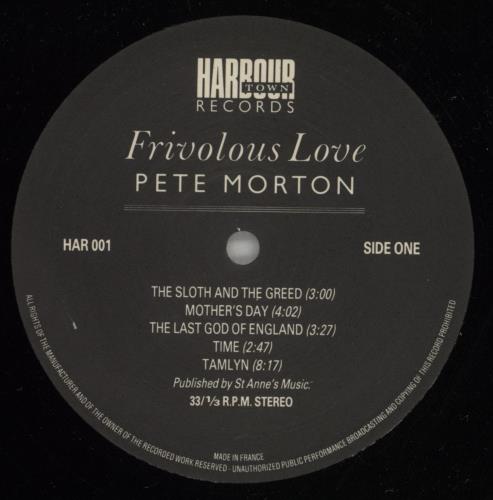 HARBOUR
TOWN
RECORDS
Frivolous Love
PETE MORTON
HAR 001
SIDE ONE
THE SLOTH AND THE GREED (3:00)
MOTHER'S DAY (4:02)
THE LAST GOD OF ENGLAND (3:27)
TIME (2:47)
TAMLYN (8:17)
Published by St Anne's Music.
33/⅓ R.P.M. STEREO
MADE IN FRANCE
ALL RIGHTS OF THE MANUFACTURER AND OF THE OWNER OF THE RECORDED WORK RESERVED - UNAUTHORIZED PUBLIC PERFORMANCE BROADCASTING AND COPYING OF THIS RECORD PROHIBITED